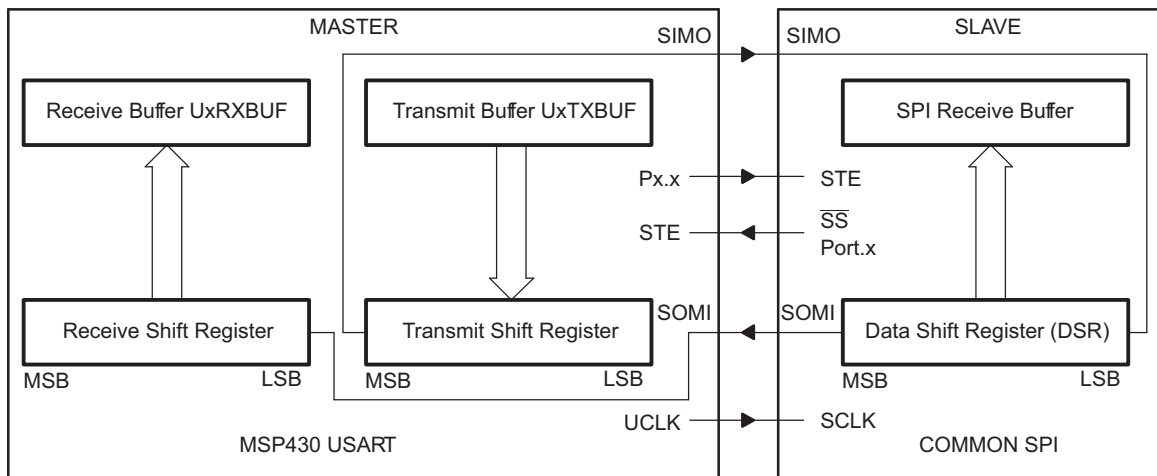 MASTER
SIMO
SIMO
SLAVE
Receive Buffer UxRXBUF
Transmit Buffer UxTXBUF
SPI Receive Buffer
Px.x
STE
STE
S̅S̅
Port.x
SOMI
SOMI
Receive Shift Register
Transmit Shift Register
Data Shift Register (DSR)
MSB
LSB
MSB
LSB
MSB
LSB
UCLK
SCLK
MSP430 USART
COMMON SPI